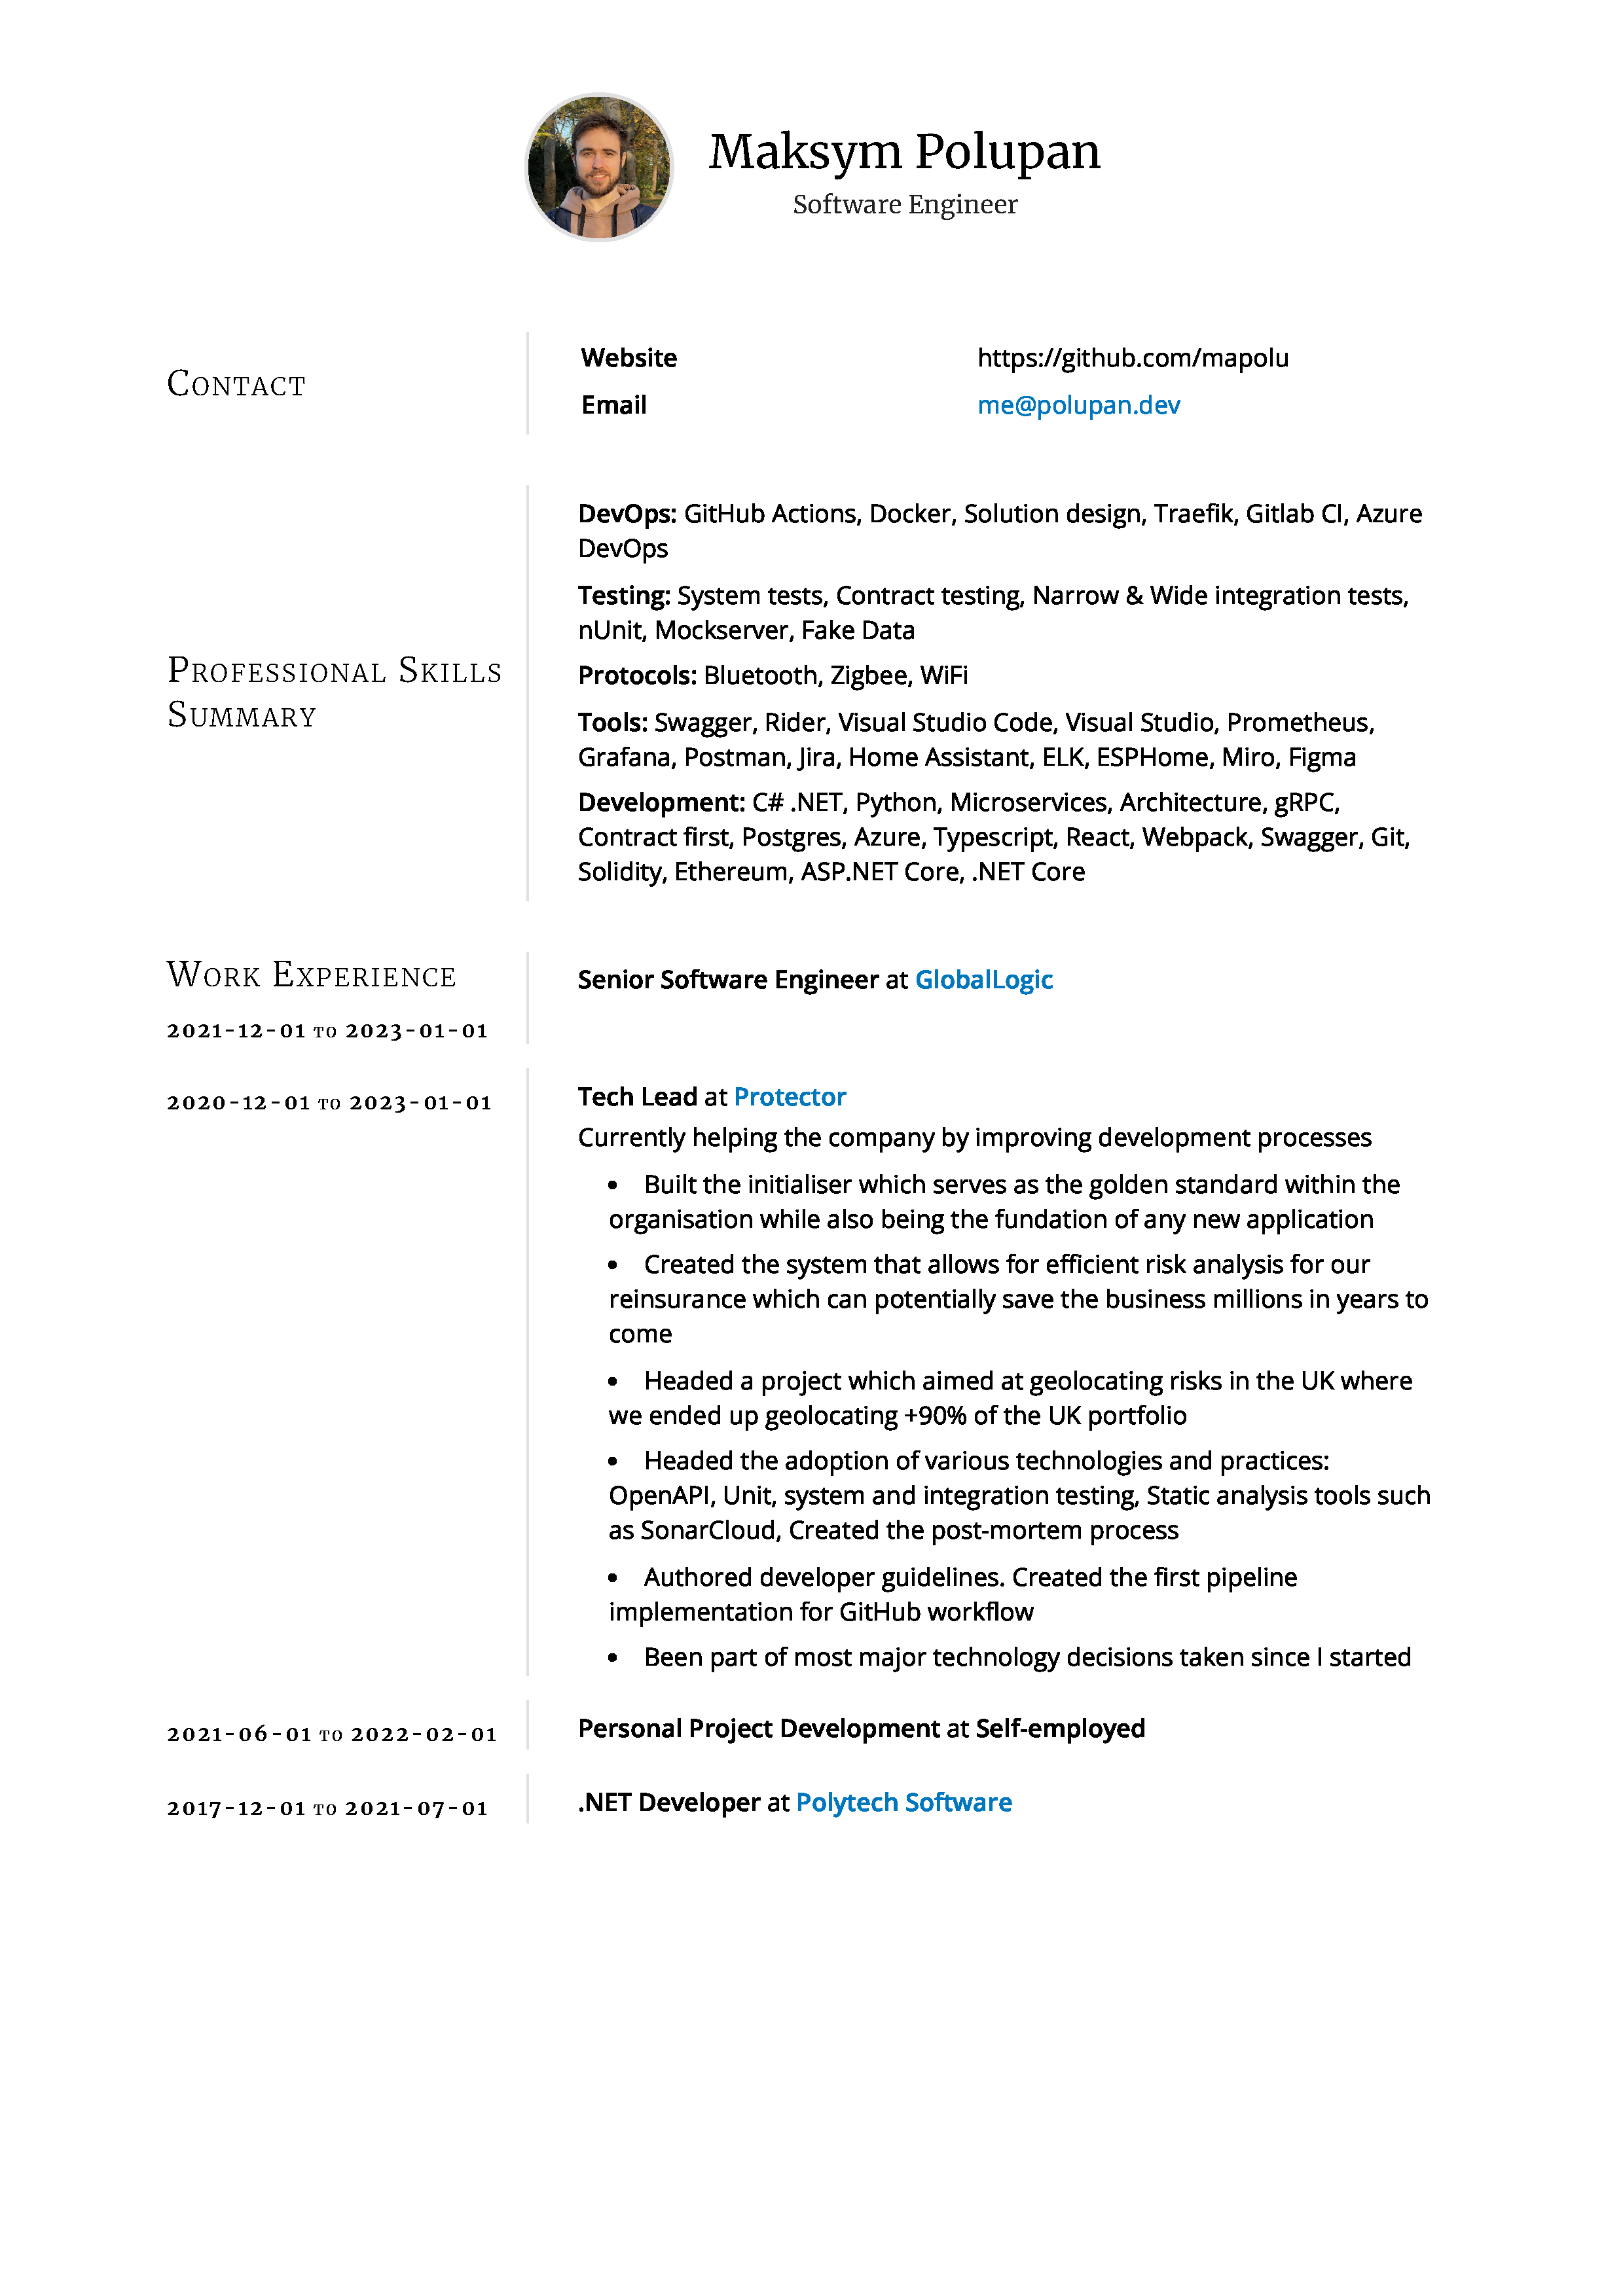 Maksym Polupan
Software Engineer
Contact
Website https://github.com/mapolu
Email me@polupan.dev
Professional Skills
Summary
DevOps: GitHub Actions, Docker, Solution design, Traefik, Gitlab CI, Azure
DevOps
Testing: System tests, Contract testing, Narrow & Wide integration tests,
nUnit, Mockserver, Fake Data
Protocols: Bluetooth, Zigbee, WiFi
Tools: Swagger, Rider, Visual Studio Code, Visual Studio, Prometheus,
Grafana, Postman, Jira, Home Assistant, ELK, ESPHome, Miro, Figma
Development: C# .NET, Python, Microservices, Architecture, gRPC,
Contract first, Postgres, Azure, Typescript, React, Webpack, Swagger, Git,
Solidity, Ethereum, ASP.NET Core, .NET Core
Work Experience
2021-12-01 to 2023-01-01
Senior Software Engineer at GlobalLogic
2020-12-01 to 2023-01-01
Tech Lead at Protector
Currently helping the company by improving development processes
• Built the initialiser which serves as the golden standard within the
organisation while also being the fundation of any new application
• Created the system that allows for efficient risk analysis for our
reinsurance which can potentially save the business millions in years to
come
• Headed a project which aimed at geolocating risks in the UK where
we ended up geolocating +90% of the UK portfolio
• Headed the adoption of various technologies and practices:
OpenAPI, Unit, system and integration testing, Static analysis tools such
as SonarCloud, Created the post-mortem process
• Authored developer guidelines. Created the first pipeline
implementation for GitHub workflow
• Been part of most major technology decisions taken since I started
2021-06-01 to 2022-02-01
Personal Project Development at Self-employed
2017-12-01 to 2021-07-01
.NET Developer at Polytech Software